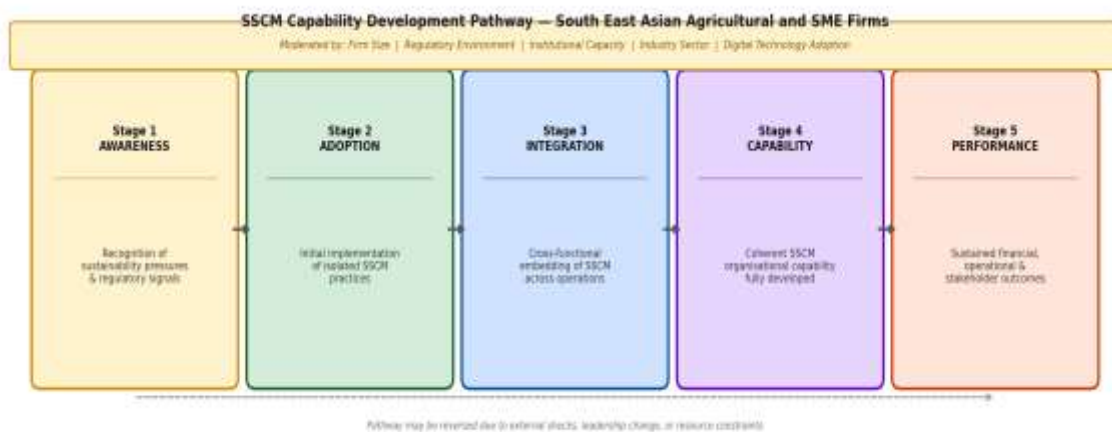 SSCM Capability Development Pathway — South East Asian Agricultural and SME Firms
Moderated by: Firm Size | Regulatory Environment | Institutional Capacity | Industry Sector | Digital Technology Adoption
Stage 1
AWARENESS
Recognition of
sustainability pressures
& regulatory signals
Stage 2
ADOPTION
Initial implementation
of isolated SSCM
practices
Stage 3
INTEGRATION
Cross-functional
embedding of SSCM
across operations
Stage 4
CAPABILITY
Coherent SSCM
organisational capability
fully developed
Stage 5
PERFORMANCE
Sustained financial,
operational &
stakeholder outcomes
Pathway may be reversed due to external shocks, leadership change, or resource constraints